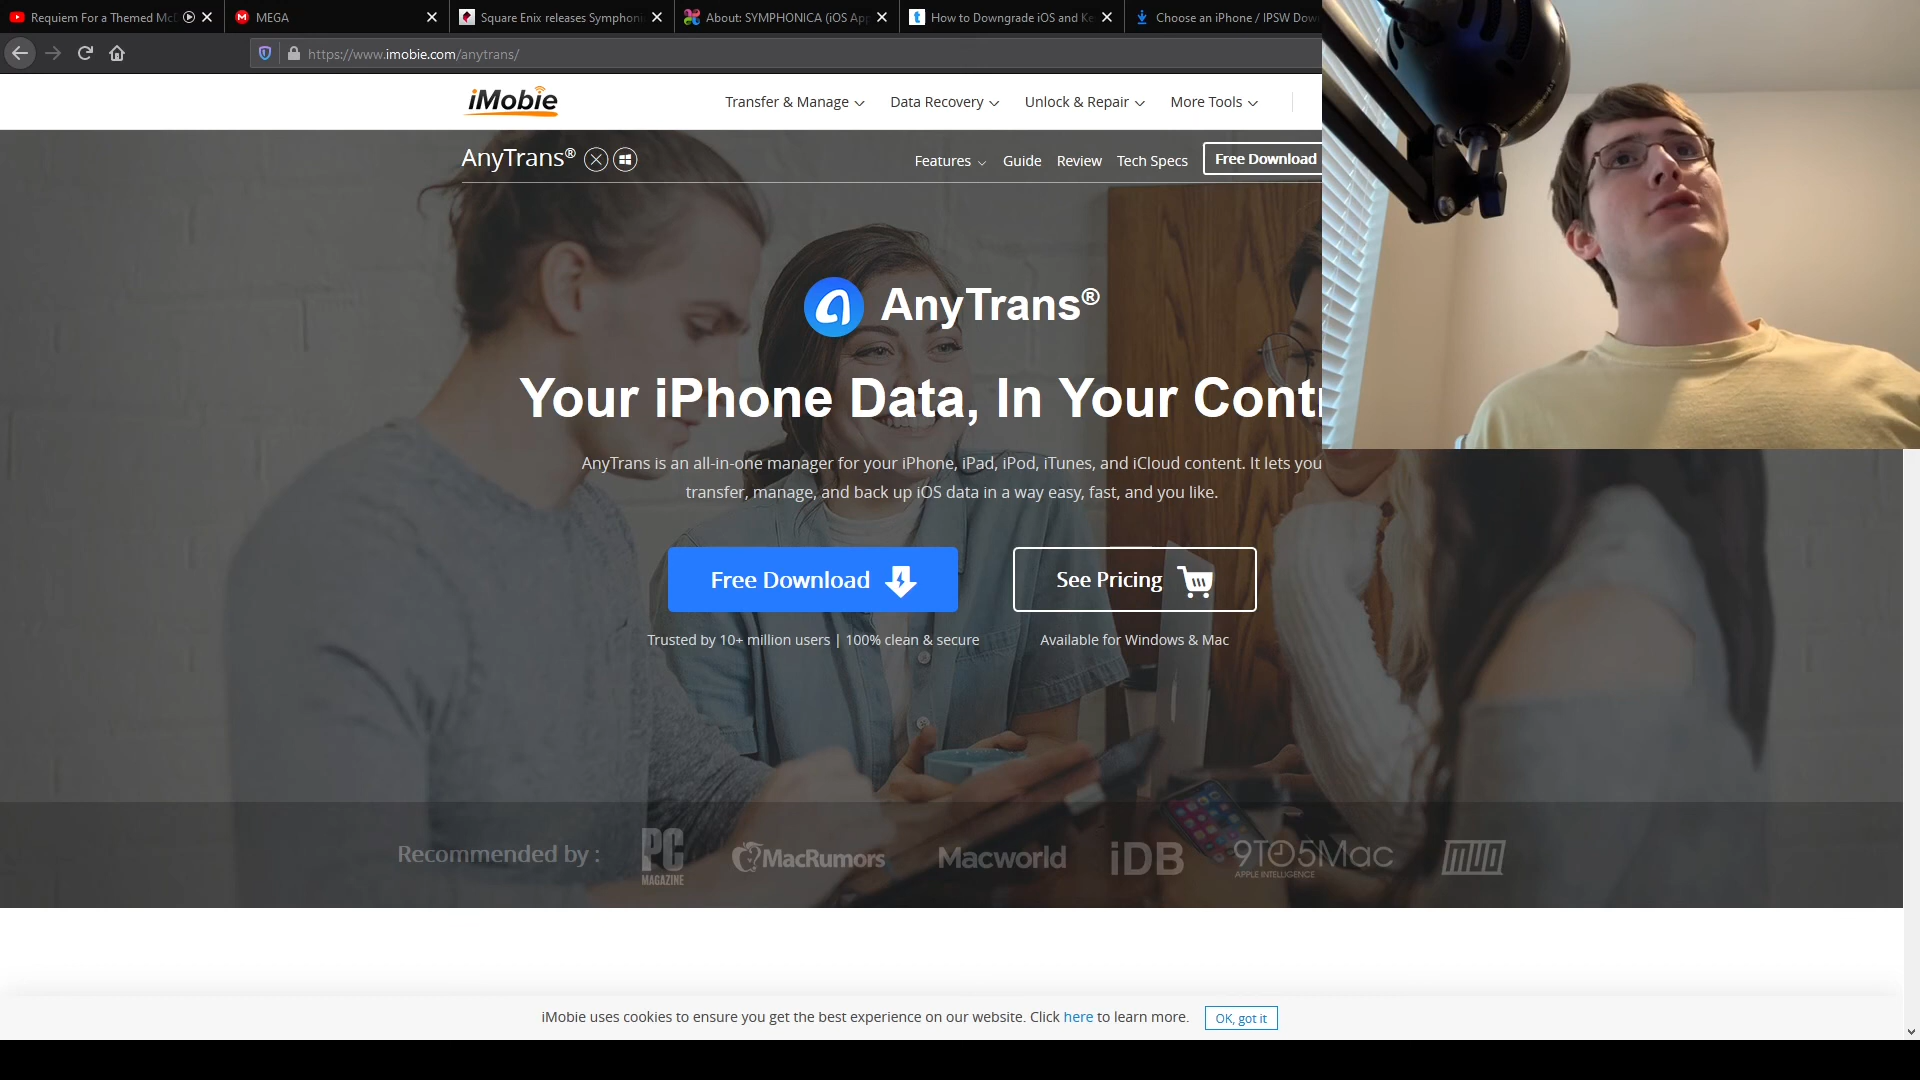 Requiem For a Themed Mc
MEGA
Square Enix releases Symphoni
About: SYMPHONICA (iOS App
How to Downgrade iOS and Ke
Choose an iPhone / IPSW Dow
https://www.imobie.com/anytrans/
iMobie
Transfer & Manage
Data Recovery
Unlock & Repair
More Tools
AnyTrans®
Features
Guide
Review
Tech Specs
Free Download
AnyTrans®
Your iPhone Data, In Your Cont
AnyTrans is an all-in-one manager for your iPhone, iPad, iPod, iTunes, and iCloud content. It lets you
transfer, manage, and back up iOS data in a way easy, fast, and you like.
Free Download
See Pricing
Trusted by 10+ million users | 100% clean & secure
Available for Windows & Mac
Recommended by :
PC
MAGAZINE
MacRumors
Macworld
iDB
9TO5Mac
APPLE INTELLIGENCE
MUO
iMobie uses cookies to ensure you get the best experience on our website. Click here to learn more.
OK, got it